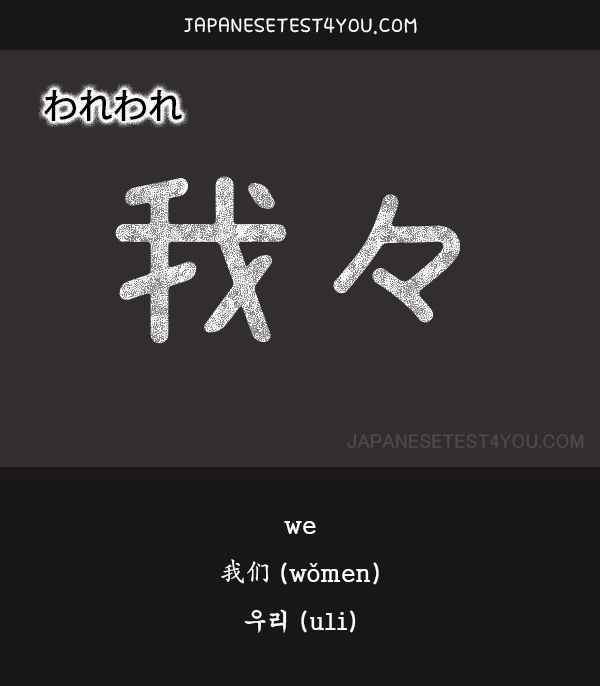 JAPANESETEST4YOU.COM
われわれ
我々
JAPANESETEST4YOU.COM
we
我们 (wǒmen)
우리 (uli)